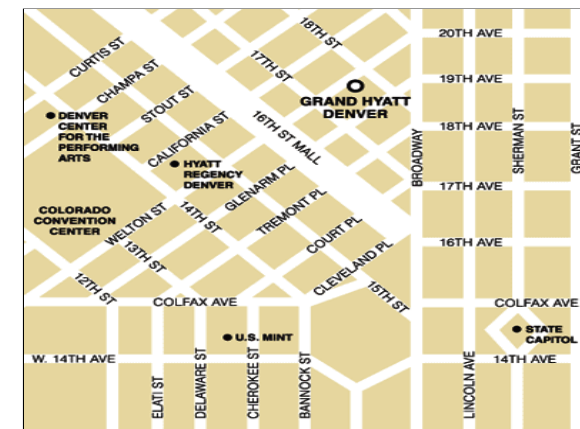 18TH ST
20TH AVE
CURTIS ST
17TH ST
CHAMPA ST
19TH AVE
STOUT ST
GRAND HYATT
DENVER
DENVER
CENTER
FOR THE
PERFORMING
ARTS
CALIFORNIA ST
16TH ST MALL
18TH AVE
BROADWAY
SHERMAN ST
GRANT ST
HYATT
REGENCY
DENVER
GLENARM PL
17TH AVE
COLORADO
CONVENTION
CENTER
WELTON ST
14TH ST
TREMONT PL
COURT PL
13TH ST
16TH AVE
CLEVELAND PL
12TH ST
15TH ST
COLFAX AVE
COLFAX AVE
U.S. MINT
STATE
CAPITOL
W. 14TH AVE
14TH AVE
ELATI ST
DELAWARE ST
CHEROKEE ST
BANNOCK ST
LINCOLN AVE